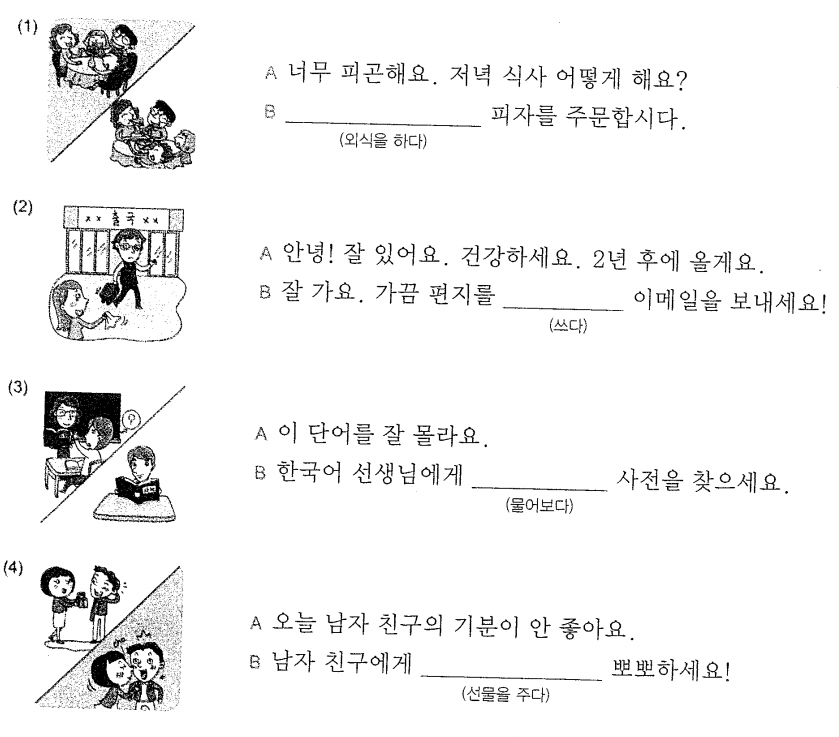 (1)
A 너무 피곤해요. 저녁 식사 어떻게 해요?
B ______________ 피자를 주문합시다.
(외식을 하다)
(2)
xx 출국 xx
A 안녕! 잘 있어요. 건강하세요. 2년 후에 올게요.
B 잘 가요. 가끔 편지를 _________ 이메일을 보내세요!
(쓰다)
(3)
?
A 이 단어를 잘 몰라요.
B 한국어 선생님에게 __________ 사전을 찾으세요.
(물어보다)
(4)
A 오늘 남자 친구의 기분이 안 좋아요.
B 남자 친구에게 _____________ 뽀뽀하세요!
(선물을 주다)